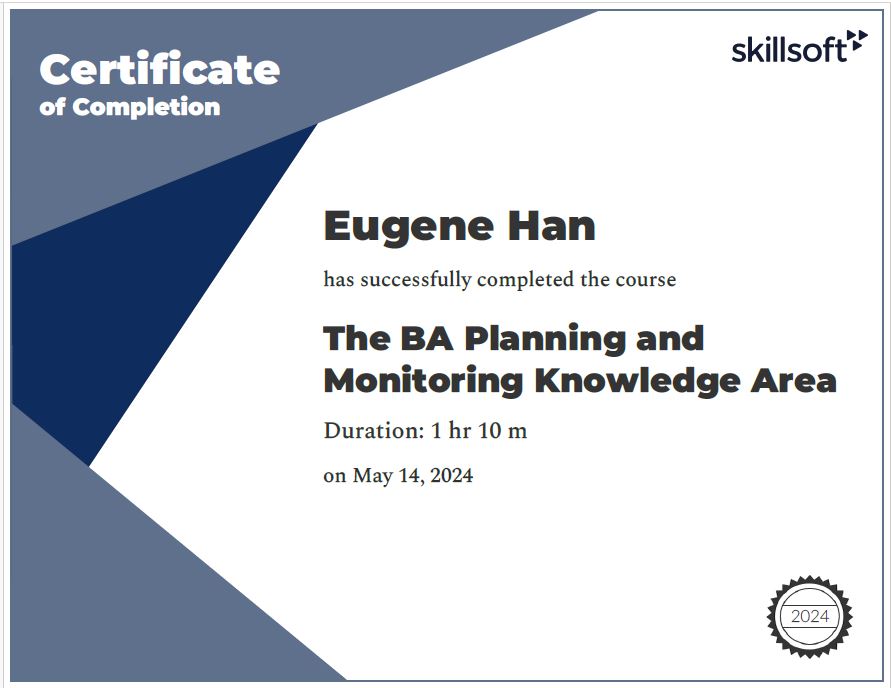 Certificate
of Completion
skillsoft
Eugene Han
has successfully completed the course
The BA Planning and
Monitoring Knowledge Area
Duration: 1 hr 10 m
on May 14, 2024
2024